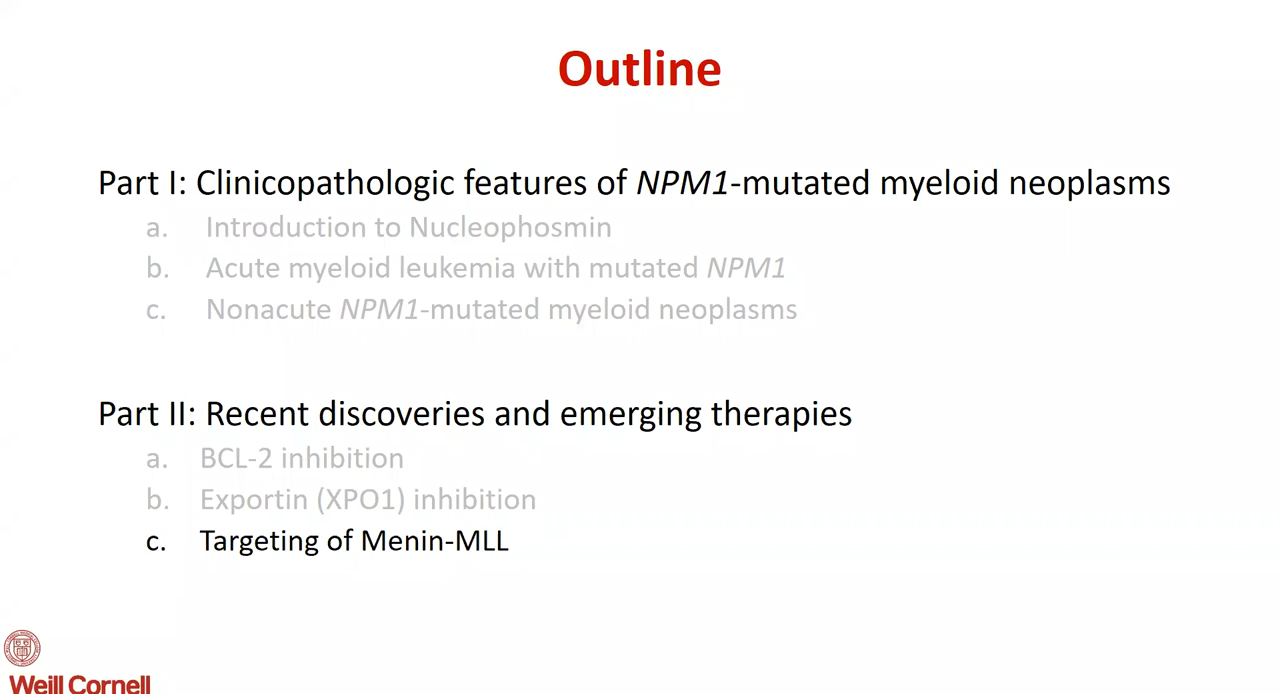 Outline
Part I: Clinicopathologic features of NPM1-mutated myeloid neoplasms
a. Introduction to Nucleophosmin
b. Acute myeloid leukemia with mutated NPM1
c. Nonacute NPM1-mutated myeloid neoplasms
Part II: Recent discoveries and emerging therapies
a. BCL-2 inhibition
b. Exportin (XPO1) inhibition
c. Targeting of Menin-MLL
Weill Cornell